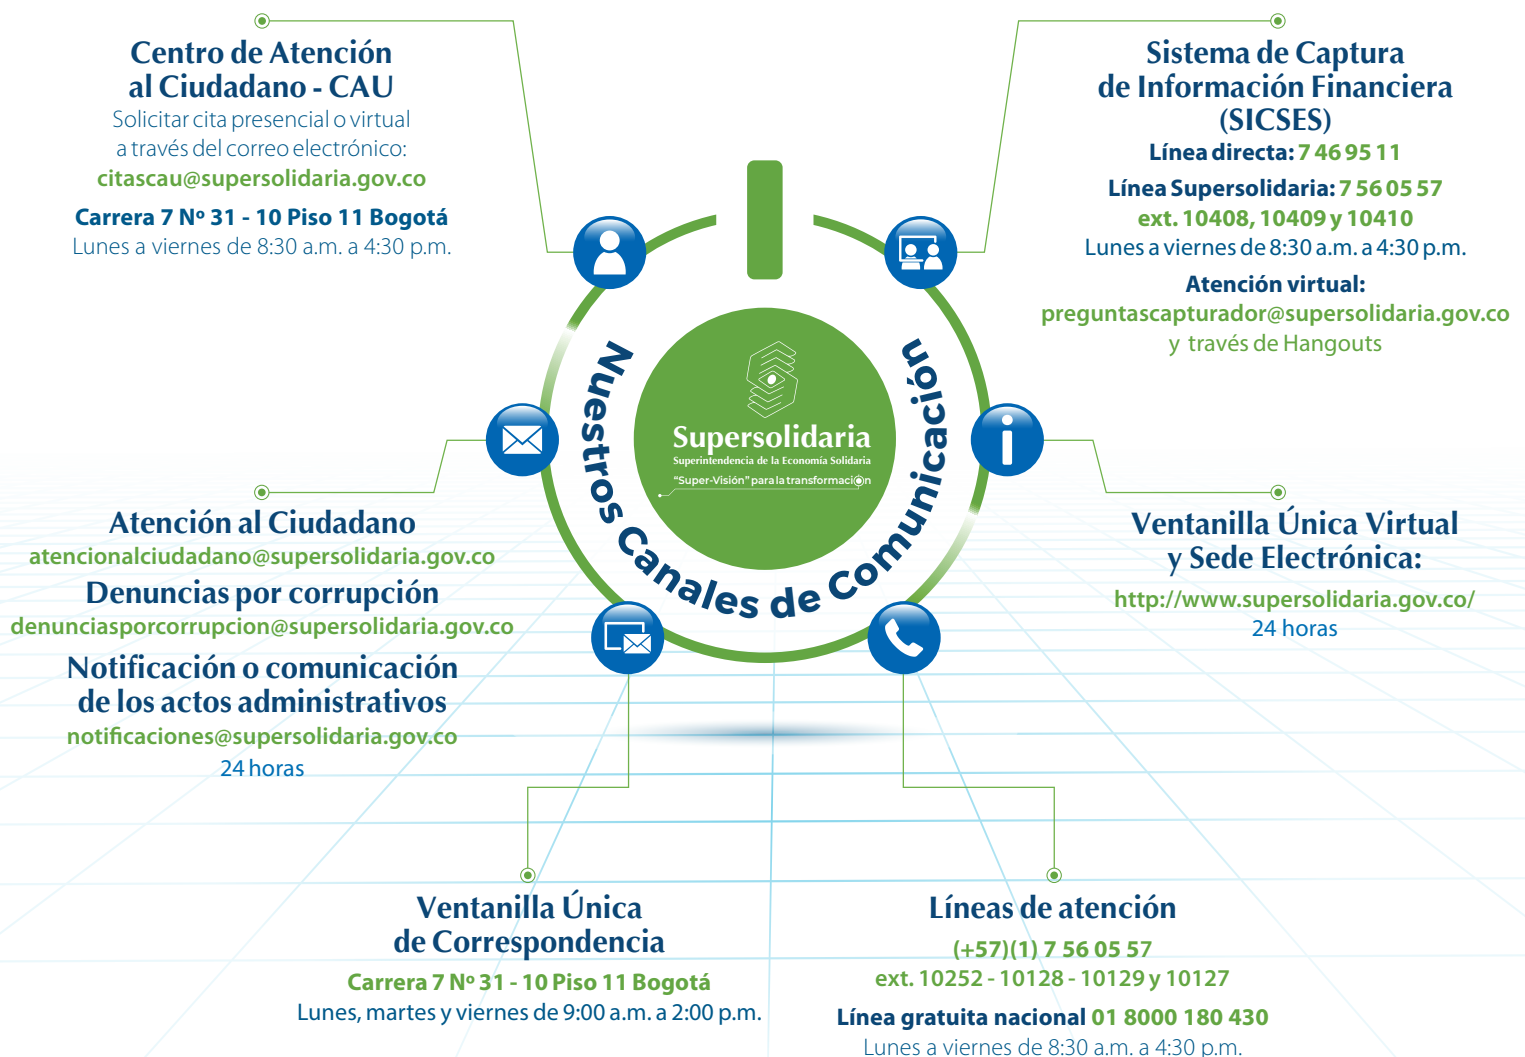 Centro de Atención
al Ciudadano - CAU
Solicitar cita presencial o virtual
a través del correo electrónico:
citascau@supersolidaria.gov.co
Carrera 7 Nº 31 - 10 Piso 11 Bogotá
Lunes a viernes de 8:30 a.m. a 4:30 p.m.
Sistema de Captura
de Información Financiera
(SICSES)
Línea directa: 7 46 95 11
Línea Supersolidaria: 7 56 05 57
ext. 10408, 10409 y 10410
Lunes a viernes de 8:30 a.m. a 4:30 p.m.
Atención virtual:
preguntascapturador@supersolidaria.gov.co
y través de Hangouts
Nuestros Canales de Comunicación
Supersolidaria
Superintendencia de la Economía Solidaria
"Super-Visión" para la transformación
Atención al Ciudadano
atencionalciudadano@supersolidaria.gov.co
Denuncias por corrupción
denunciasporcorrupcion@supersolidaria.gov.co
Notificación o comunicación
de los actos administrativos
notificaciones@supersolidaria.gov.co
24 horas
Ventanilla Única Virtual
y Sede Electrónica:
http://www.supersolidaria.gov.co/
24 horas
Ventanilla Única
de Correspondencia
Carrera 7 Nº 31 - 10 Piso 11 Bogotá
Lunes, martes y viernes de 9:00 a.m. a 2:00 p.m.
Líneas de atención
(+57)(1) 7 56 05 57
ext. 10252 - 10128 - 10129 y 10127
Línea gratuita nacional 01 8000 180 430
Lunes a viernes de 8:30 a.m. a 4:30 p.m.